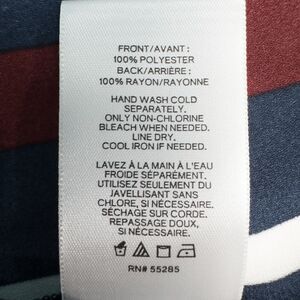 FRONT/AVANT :
100% POLYESTER
BACK/ARRIÈRE :
100% RAYON/RAYONNE
HAND WASH COLD
SEPARATELY.
ONLY NON-CHLORINE
BLEACH WHEN NEEDED.
LINE DRY.
COOL IRON IF NEEDED.
LAVEZ À LA MAIN À L'EAU
FROIDE SÉPARÉMENT.
UTILISEZ SEULEMENT DU
JAVELLISANT SANS
CHLORE, SI NÉCESSAIRE.
SÉCHAGE SUR CORDE.
REPASSAGE DOUX,
SI NÉCESSAIRE.
RN# 55285